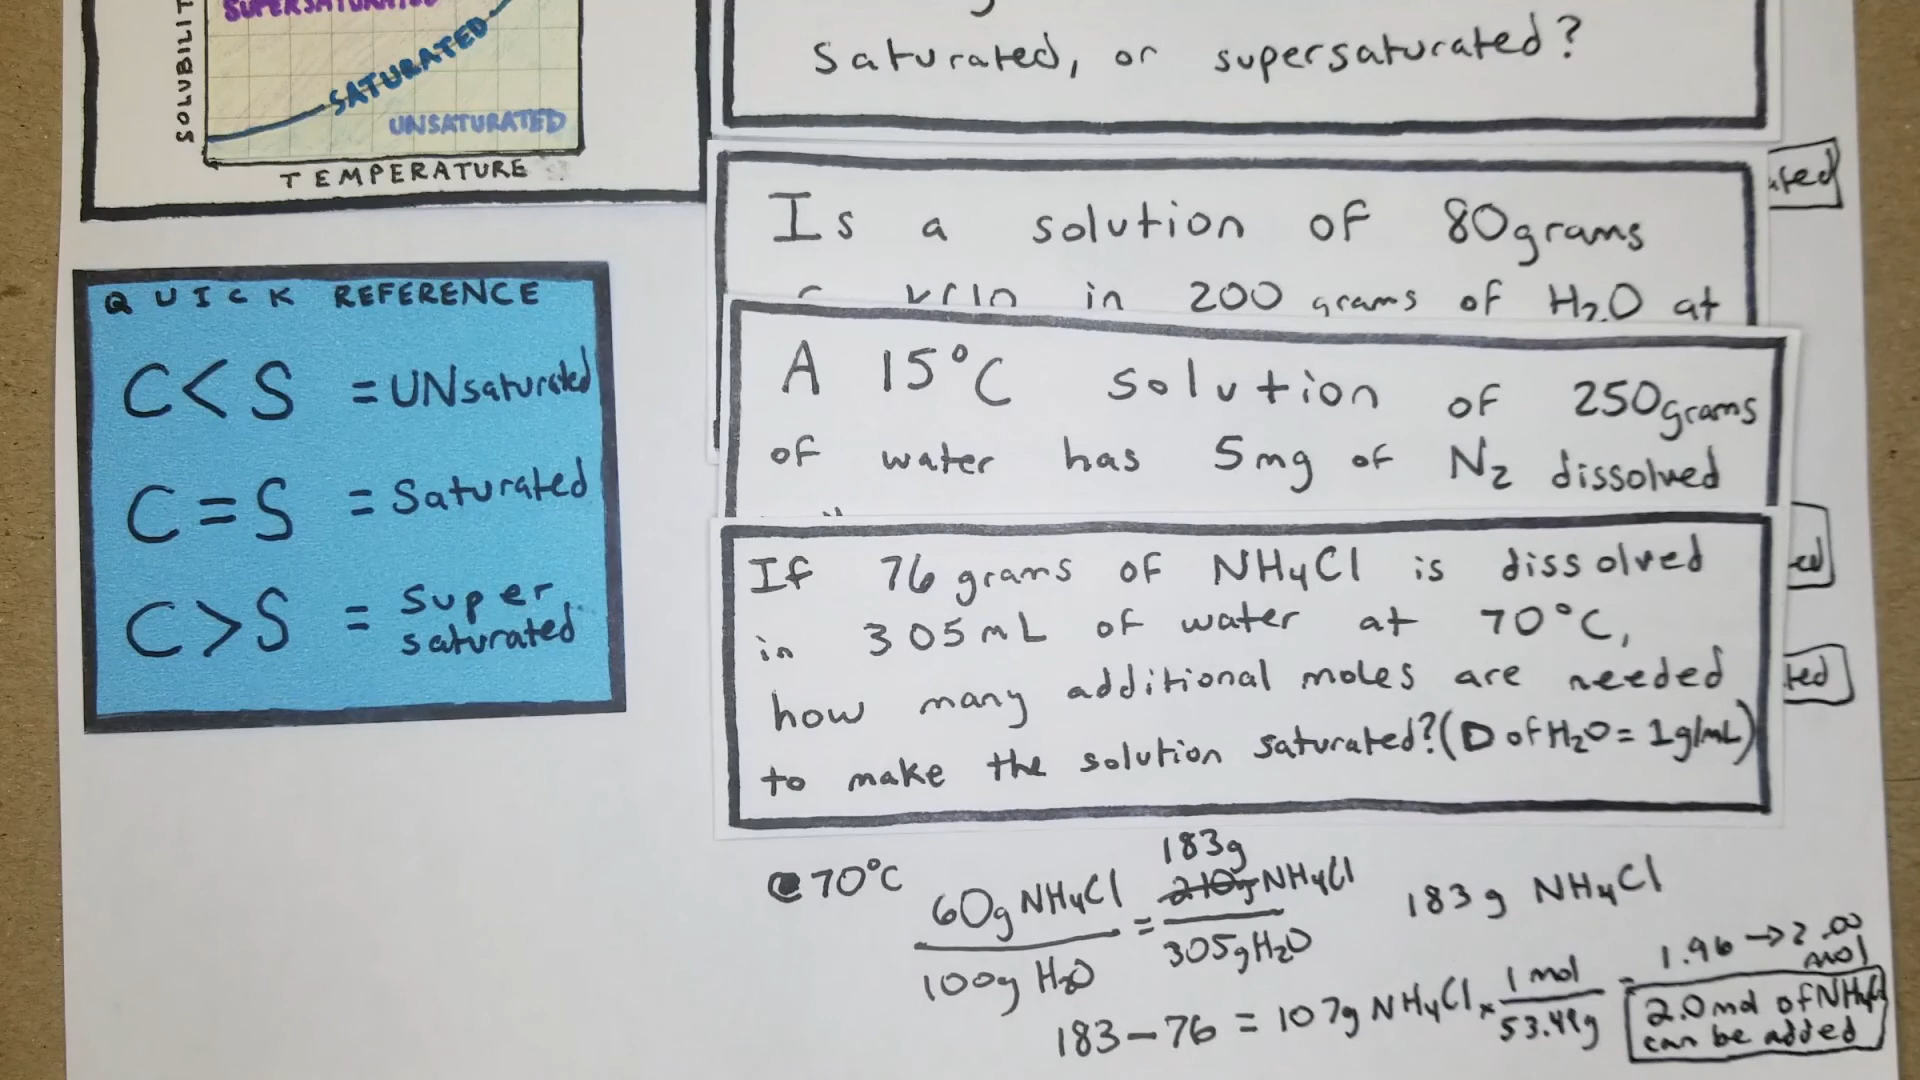 SUPERSATURATED
SATURATED
UNSATURATED
TEMPERATURE
saturated, or supersaturated?
Is a solution of 80grams
in 200 grams of H₂O at
A 15°C solution of 250grams
of water has 5mg of N₂ dissolved
QUICK REFERENCE
C<S = UNsaturated
C=S = Saturated
C>S = Super
saturated
If 76 grams of NH₄Cl is dissolved
in 305mL of water at 70°C,
how many additional moles are needed
to make the solution saturated? (D of H₂O = 1g/mL)
@ 70°C
60g NH₄Cl
100g H₂O
=
183g
210g NH₄Cl
305g H₂O
183g NH₄Cl
183-76 = 107g NH₄Cl x 1 mol
53.49g
= 1.96 → 2.00
mol
2.0 mol of NH₄Cl
can be added